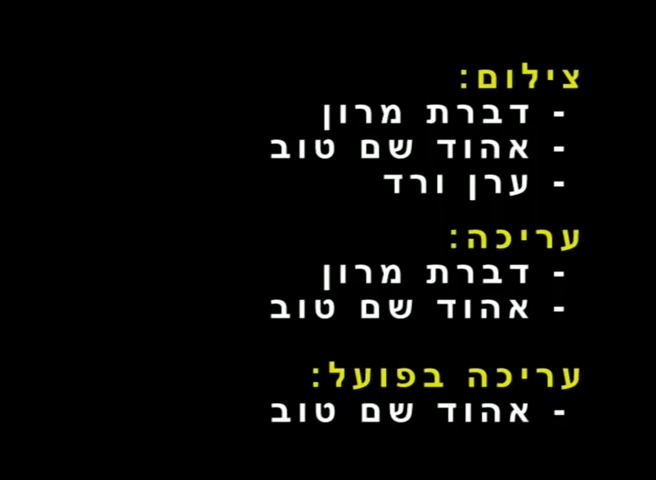 צילום:
- דברת מרון
- אהוד שם טוב
- ערן ורד
עריכה:
- דברת מרון
- אהוד שם טוב
עריכה בפועל:
- אהוד שם טוב